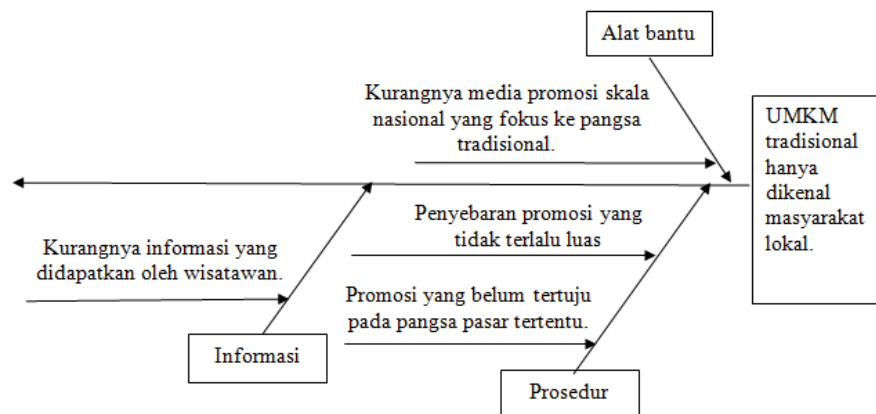 Alat bantu
Kurangnya media promosi skala
nasional yang fokus ke pangsa
tradisional.
UMKM
tradisional
hanya
dikenal
masyarakat
lokal.
Penyebaran promosi yang
tidak terlalu luas
Kurangnya informasi yang
didapatkan oleh wisatawan.
Promosi yang belum tertuju
pada pangsa pasar tertentu.
Informasi
Prosedur